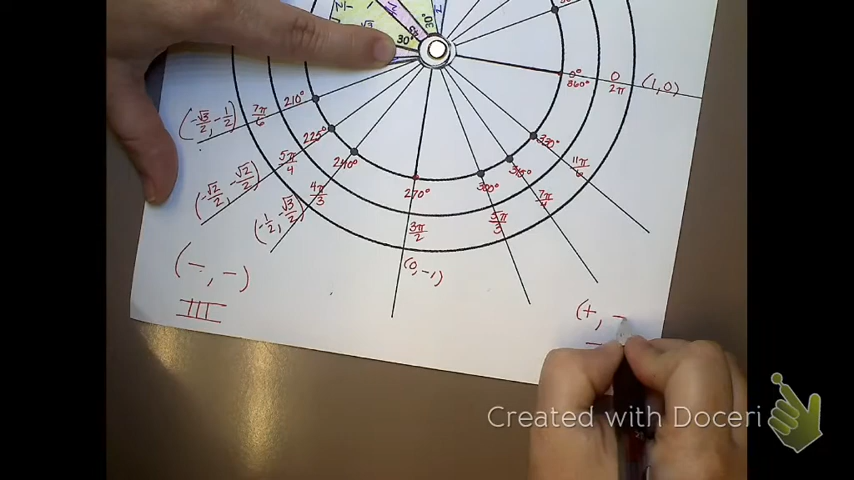 30°
30°
0°
360°
0
2π
(1,0)
210°
7π/6
(-√3/2, -1/2)
225°
5π/4
(-√2/2, -√2/2)
240°
4π/3
(-1/2, -√3/2)
270°
3π/2
(0,-1)
300°
5π/3
315°
7π/4
330°
11π/6
(-,-)
III
(+, -
Created with Doceri